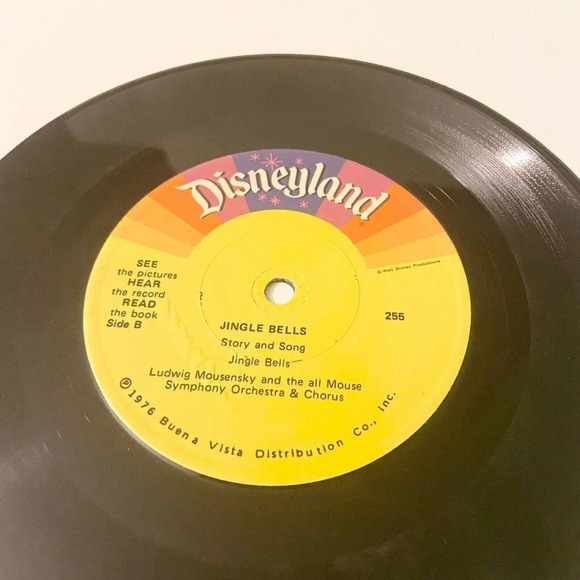 Disneyland
© Walt Disney Productions
SEE
the pictures
HEAR
the record
READ
the book
Side B
255
JINGLE BELLS
Story and Song
Jingle Bells
Ludwig Mousensky and the all Mouse
Symphony Orchestra & Chorus
℗ 1976 Buena Vista Distribution Co., Inc.